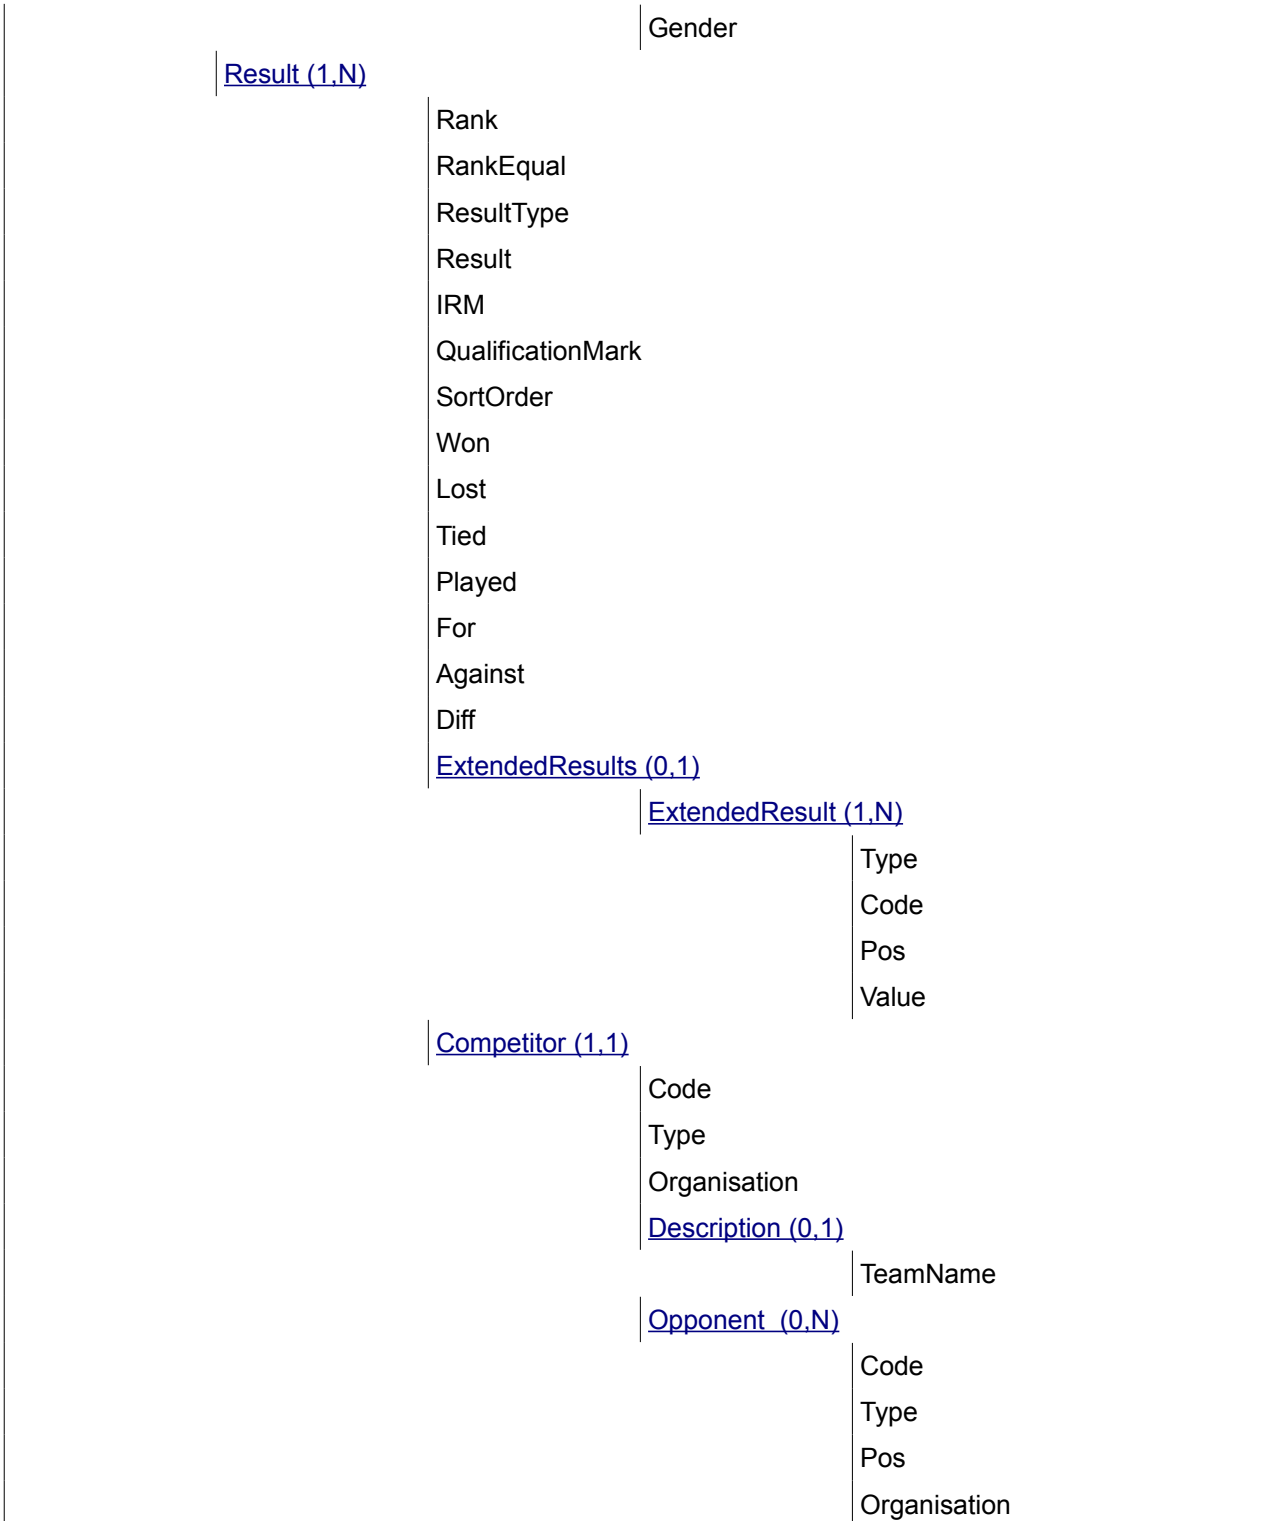 Gender
Result (1,N)
Rank
RankEqual
ResultType
Result
IRM
QualificationMark
SortOrder
Won
Lost
Tied
Played
For
Against
Diff
ExtendedResults (0,1)
ExtendedResult (1,N)
Type
Code
Pos
Value
Competitor (1,1)
Code
Type
Organisation
Description (0,1)
TeamName
Opponent  (0,N)
Code
Type
Pos
Organisation